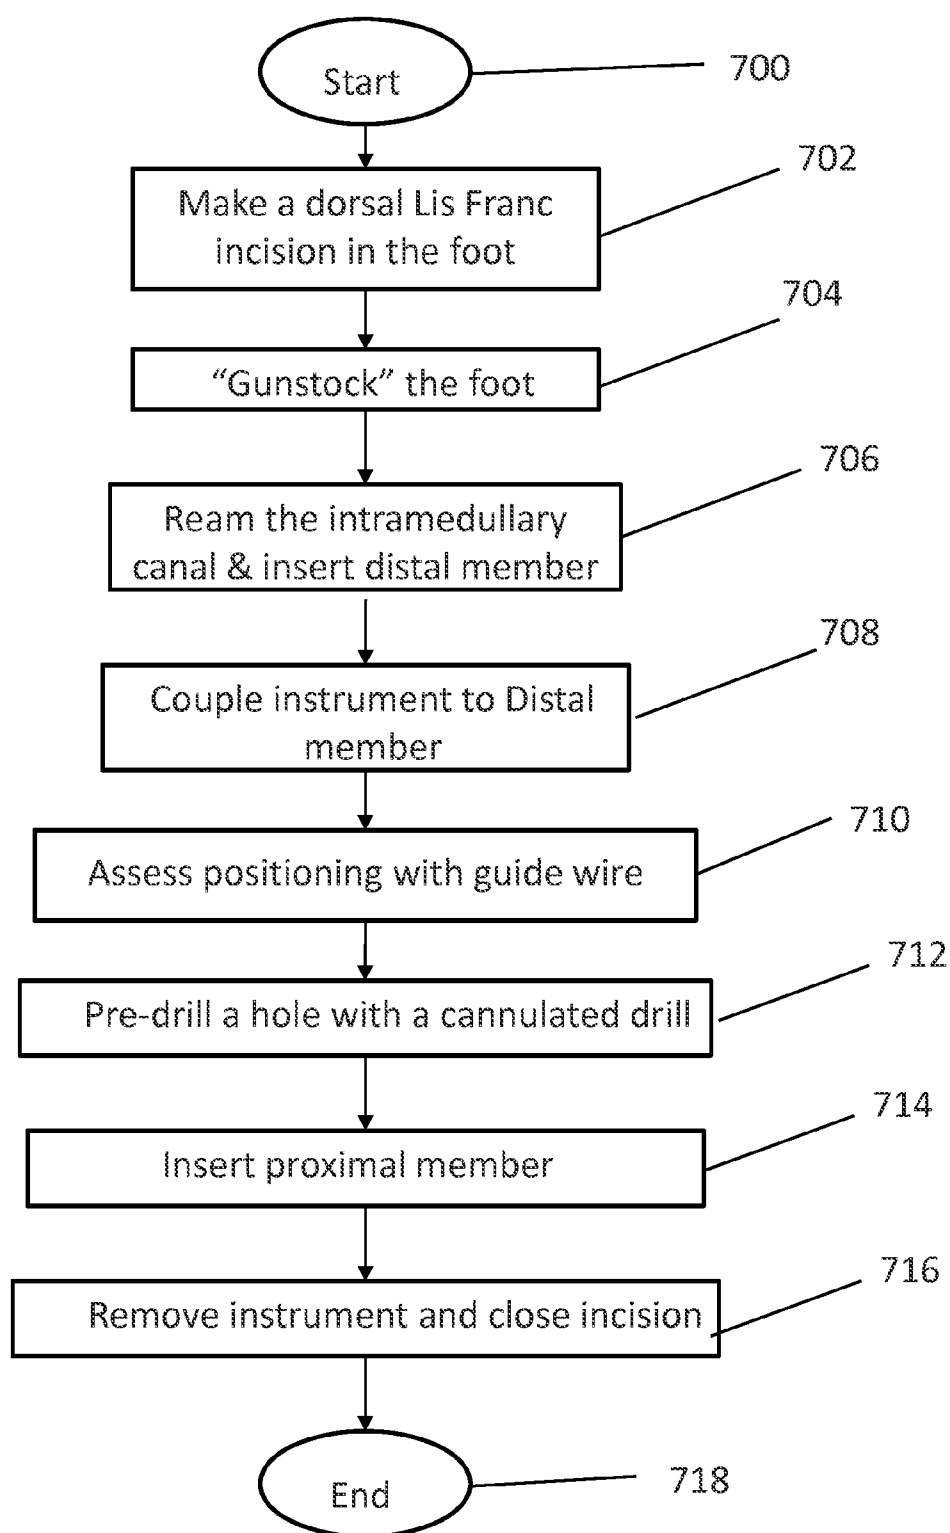 Start
700
702
Make a dorsal Lis Franc
incision in the foot
704
“Gunstock” the foot
706
Ream the intramedullary
canal & insert distal member
708
Couple instrument to Distal
member
710
Assess positioning with guide wire
712
Pre-drill a hole with a cannulated drill
714
Insert proximal member
716
Remove instrument and close incision
718
End